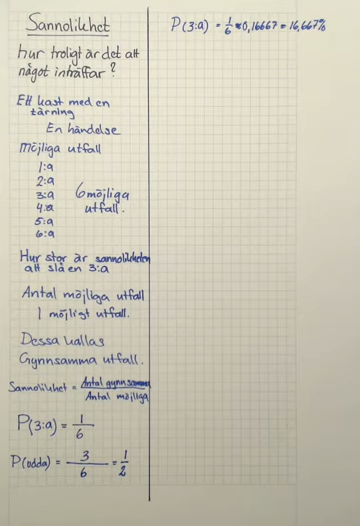 Sannolikhet
hur troligt är det att
något inträffar?
Ett kast med en
tärning
En händelse
Möjliga utfall
1:a
2:a
3:a
4:a
5:a
6:a
6 möjliga
utfall.
Hur stor är sannolikheten
att slå en 3:a
Antal möjliga utfall
1 möjligt utfall.
Dessa kallas
Gynnsamma utfall.
Sannolikhet = Antal gynnsamma / Antal möjliga
P(3:a) = 1/6
P(udda) = 3/6 = 1/2
P(3:a) = 1/6 ≈ 0,16667 = 16,667%